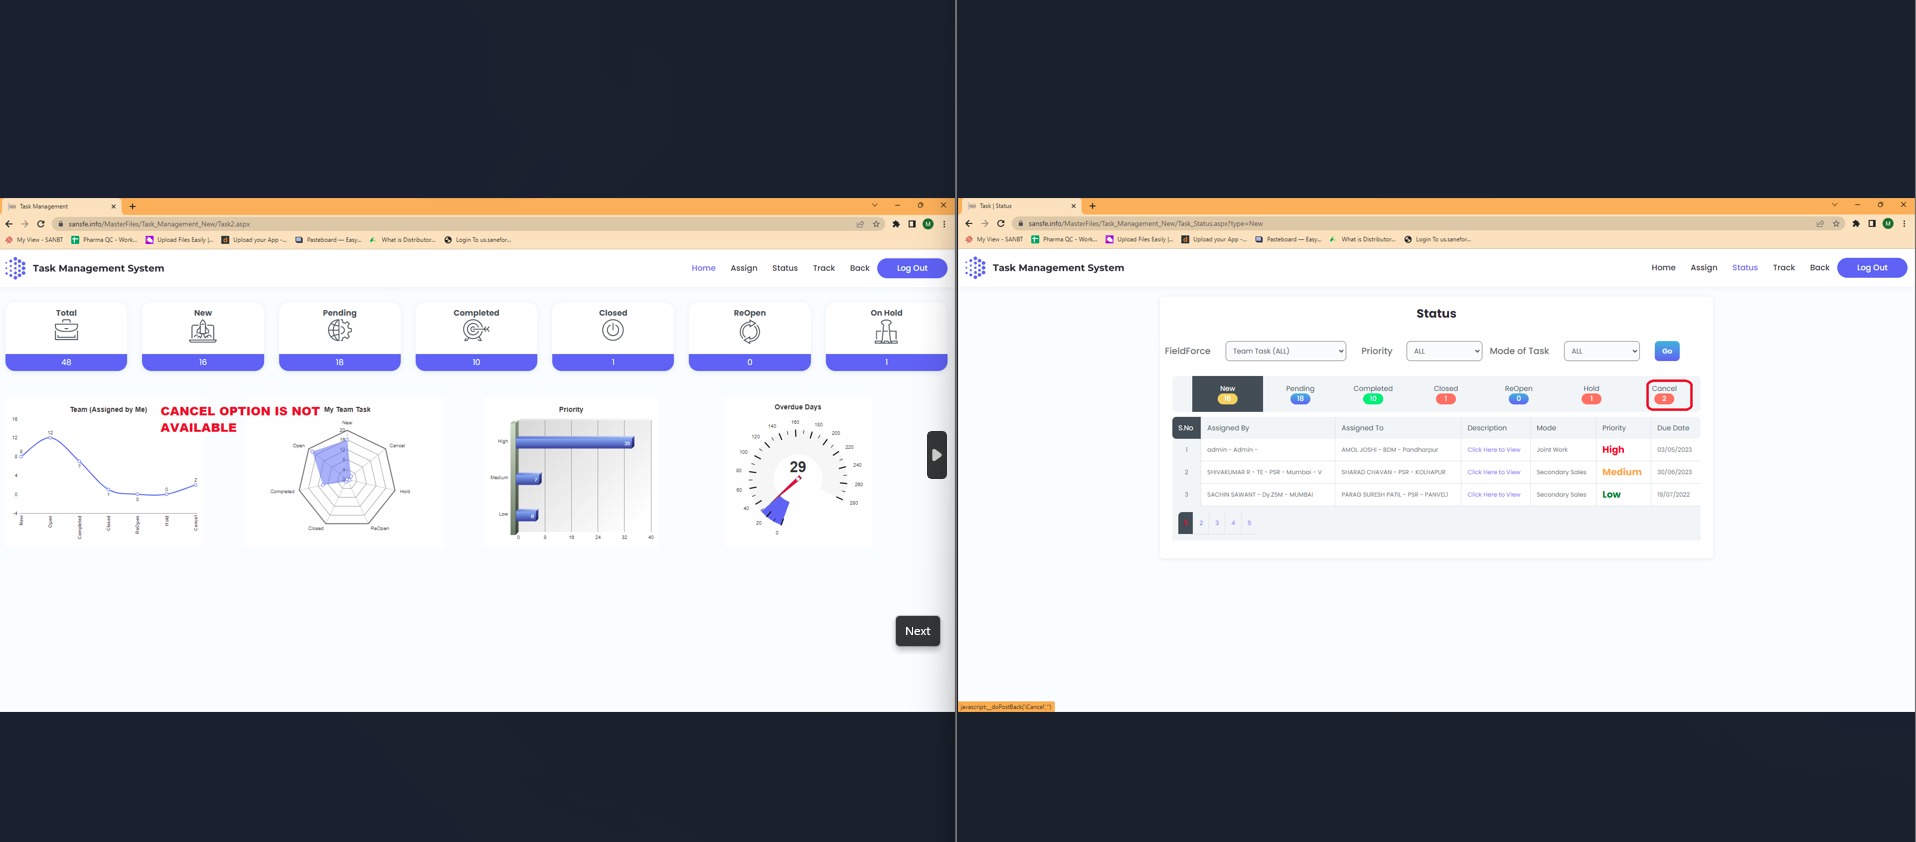 Task Management
sansfe.info/MasterFiles/Task_Management_New/Task2.aspx
My View - SANBT
Pharma QC - Work...
Upload Files Easily |...
Upload your App -...
Pasteboard — Easy...
What is Distributor...
Login To us.sanefor...
Task Management System
Home Assign Status Track Back Log Out
Total New Pending Completed Closed ReOpen On Hold
48 16 18 10 1 0 1
Team (Assigned by Me)
CANCEL OPTION IS NOT
AVAILABLE
16
12
8
4
0
-4
8
12
7
1
0
0
2
New
Open
Completed
Closed
ReOpen
Hold
Cancel
My Team Task
New
Cancel
Hold
ReOpen
Closed
Completed
Open
20
16
12
8
4
Priority
High
Medium 7
Low
0 8 16 24 32 40
Overdue Days
0
20
40
60
80
100
120
140
160
180
200
220
240
260
280
29
Next
Task | Status
sansfe.info/MasterFiles/Task_Management_New/Task_Status.aspx?type=New
My View - SANBT
Pharma QC - Work...
Upload Files Easily |...
Upload your App -...
Pasteboard — Easy...
What is Distributor...
Login To us.sanefor...
Task Management System
Home Assign Status Track Back Log Out
Status
FieldForce Team Task (ALL) Priority ALL Mode of Task ALL Go
New Pending Completed Closed ReOpen Hold Cancel
16 18 10 1 0 1 2
S.No Assigned By Assigned To Description Mode Priority Due Date
1 admin - Admin - AMOL JOSHI - BDM - Pandharpur Click Here to View Joint Work High 03/05/2023
2 SHIVAKUMAR R - TE - PSR - Mumbai - V SHARAD CHAVAN - PSR - KOLHAPUR Click Here to View Secondary Sales Medium 30/06/2023
3 SACHIN SAWANT - Dy.ZSM - MUMBAI PARAG SURESH PATIL - PSR - PANVEL1 Click Here to View Secondary Sales Low 19/07/2022
1 2 3 4 5
javascript:__doPostBack('iCancel','')